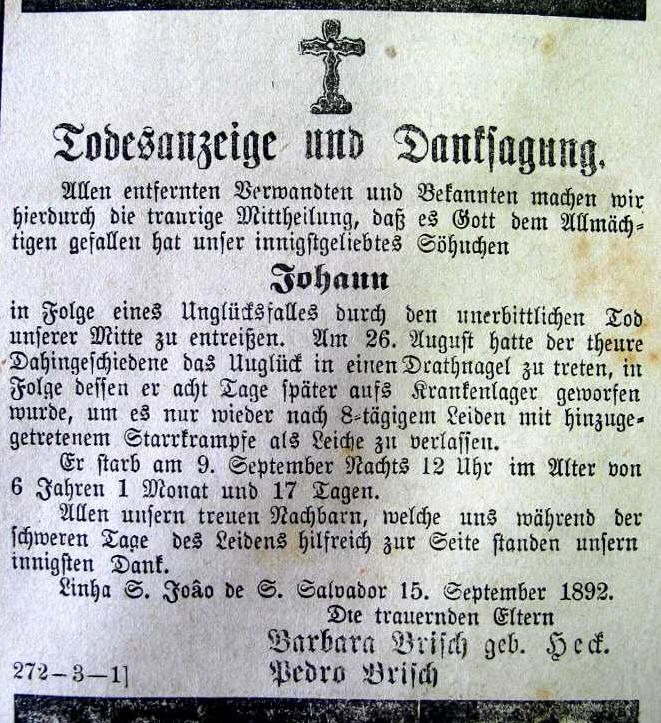 Todesanzeige und Danksagung.
Allen entfernten Verwandten und Bekannten machen wir
hierdurch die traurige Mittheilung, daß es Gott dem Allmäch-
tigen gefallen hat unser innigstgeliebtes Söhnchen
Johann
in Folge eines Unglücksfalles durch den unerbittlichen Tod
unserer Mitte zu entreißen. Am 26. August hatte der theure
Dahingeschiedene das Unglück in einen Drathnagel zu treten, in
Folge dessen er acht Tage später aufs Krankenlager geworfen
wurde, um es nur wieder nach 8-tägigem Leiden mit hinzuge-
getretenem Starrkrampfe als Leiche zu verlassen.
Er starb am 9. September Nachts 12 Uhr im Alter von
6 Jahren 1 Monat und 17 Tagen.
Allen unsern treuen Nachbarn, welche uns während der
schweren Tage des Leidens hilfreich zur Seite standen unsern
innigsten Dank.
Linha S. Joâo de S. Salvador 15. September 1892.
Die trauernden Eltern
Barbara Brisch geb. Heck.
272-3-1] Pedro Brisch